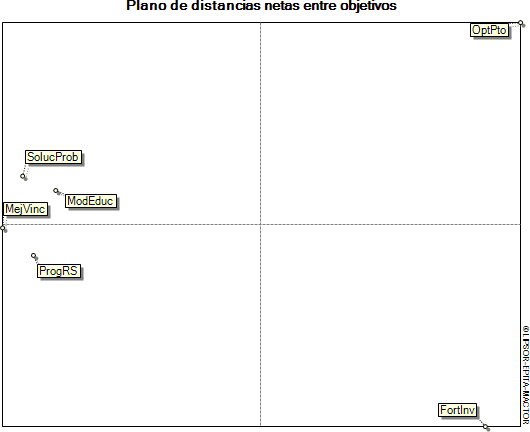 Plano de distancias netas entre objetivos
OptPto
SolucProb
ModEduc
MejVinc
ProgRS
FortInv
@LIPSOR-EPITA-MACTOR